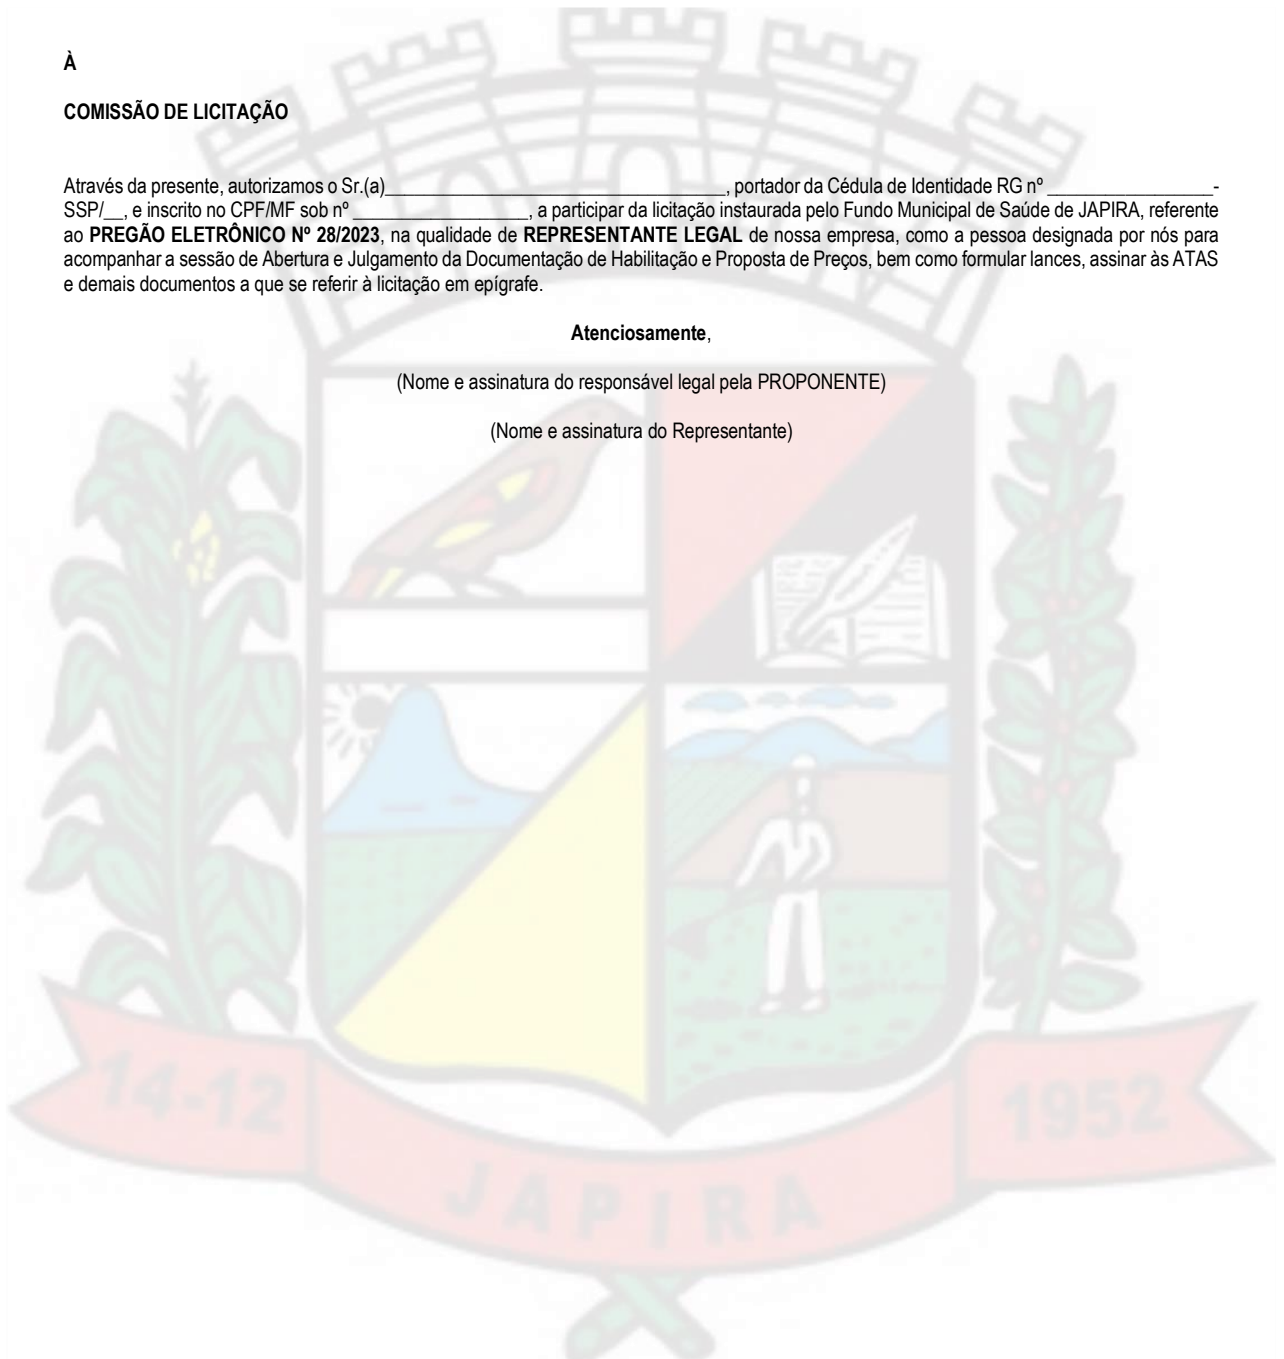 À
COMISSÃO DE LICITAÇÃO
Através da presente, autorizamos o Sr.(a)__________________________________, portador da Cédula de Identidade RG nº _________________-
SSP/__, e inscrito no CPF/MF sob nº __________________, a participar da licitação instaurada pelo Fundo Municipal de Saúde de JAPIRA, referente
ao PREGÃO ELETRÔNICO Nº 28/2023, na qualidade de REPRESENTANTE LEGAL de nossa empresa, como a pessoa designada por nós para
acompanhar a sessão de Abertura e Julgamento da Documentação de Habilitação e Proposta de Preços, bem como formular lances, assinar às ATAS
e demais documentos a que se referir à licitação em epígrafe.
Atenciosamente,
(Nome e assinatura do responsável legal pela PROPONENTE)
(Nome e assinatura do Representante)
14-12
1952
JAPIRA